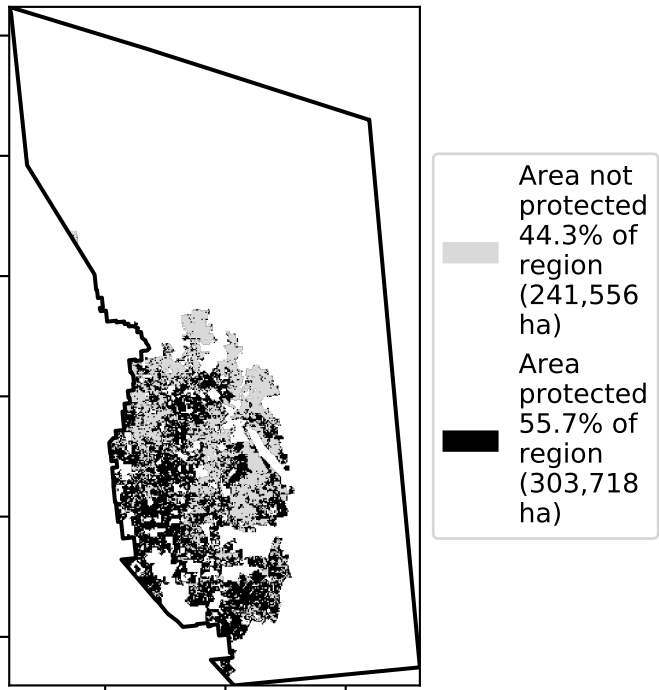 Area not
protected
44.3% of
region
(241,556
ha)
Area
protected
55.7% of
region
(303,718
ha)